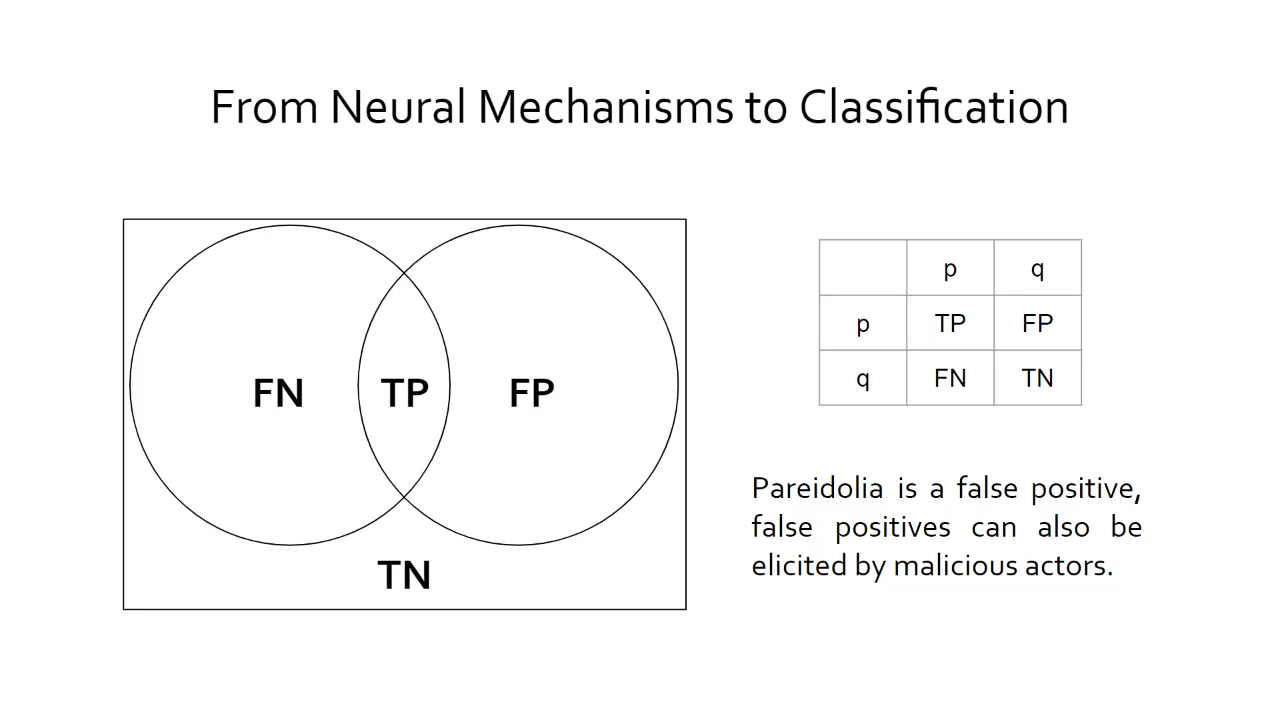 From Neural Mechanisms to Classification
FN TP FP
TN
p q
p TP FP
q FN TN
Pareidolia is a false positive,
false positives can also be
elicited by malicious actors.